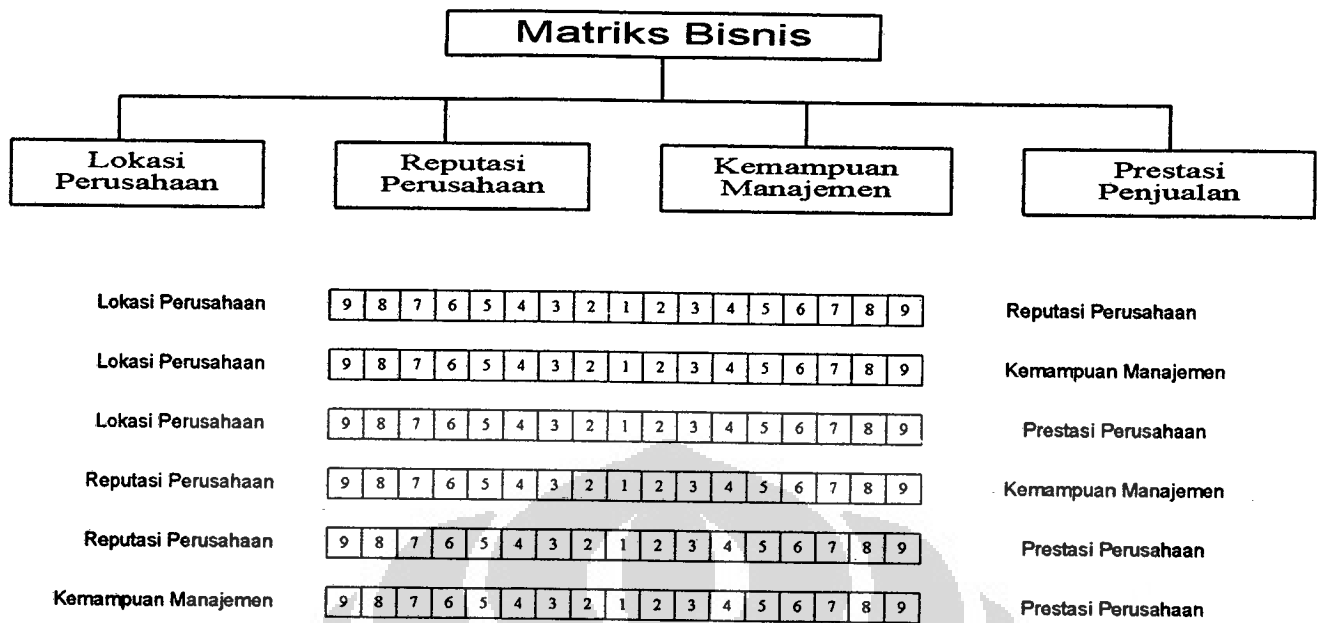 Matriks Bisnis
Lokasi
Perusahaan
Reputasi
Perusahaan
Kemampuan
Manajemen
Prestasi
Penjualan
Lokasi Perusahaan 9 8 7 6 5 4 3 2 1 2 3 4 5 6 7 8 9 Reputasi Perusahaan
Lokasi Perusahaan 9 8 7 6 5 4 3 2 1 2 3 4 5 6 7 8 9 Kemampuan Manajemen
Lokasi Perusahaan 9 8 7 6 5 4 3 2 1 2 3 4 5 6 7 8 9 Prestasi Perusahaan
Reputasi Perusahaan 9 8 7 6 5 4 3 2 1 2 3 4 5 6 7 8 9 Kemampuan Manajemen
Reputasi Perusahaan 9 8 7 6 5 4 3 2 1 2 3 4 5 6 7 8 9 Prestasi Perusahaan
Kemampuan Manajemen 9 8 7 6 5 4 3 2 1 2 3 4 5 6 7 8 9 Prestasi Perusahaan